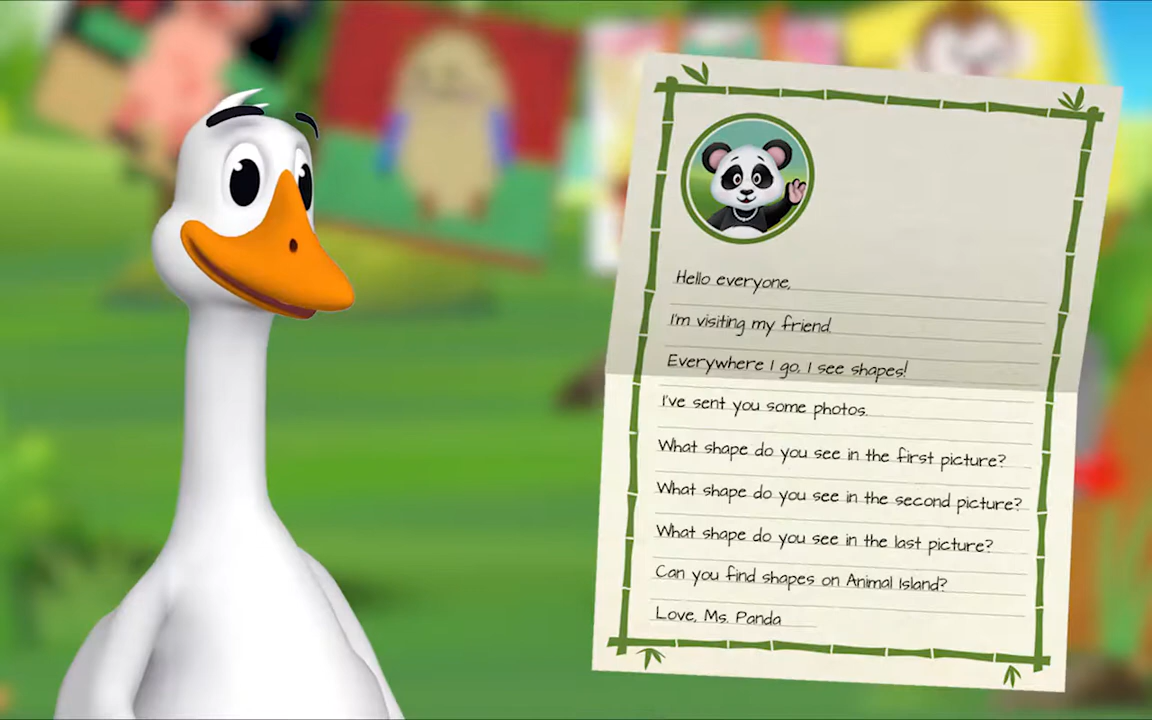 Hello everyone,
I'm visiting my friend.
Everywhere I go, I see shapes!
I've sent you some photos.
What shape do you see in the first picture?
What shape do you see in the second picture?
What shape do you see in the last picture?
Can you find shapes on Animal Island?
Love, Ms. Panda